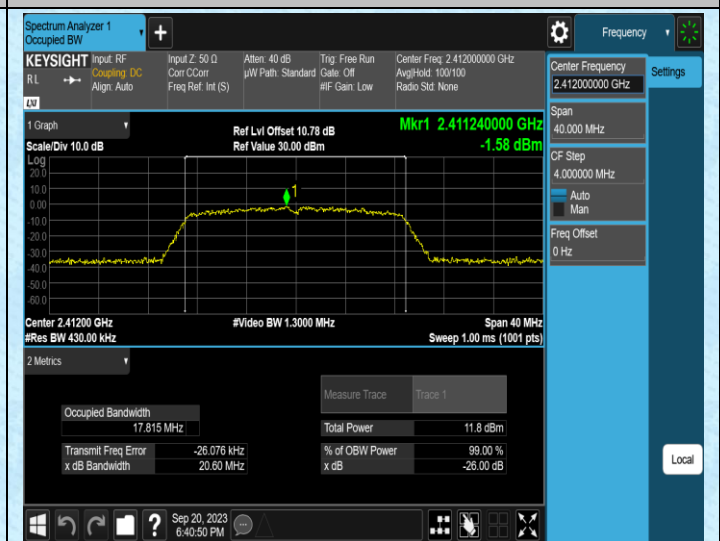 Spectrum Analyzer 1
Occupied BW
+
Frequency
KEYSIGHT
R L
LXI
Input: RF
Coupling: DC
Align: Auto
Input Z: 50 Ω
Corr CCorr
Freq Ref: Int (S)
Atten: 40 dB
µW Path: Standard
Trig: Free Run
Gate: Off
#IF Gain: Low
Center Freq: 2.412000000 GHz
Avg|Hold: 100/100
Radio Std: None
Center Frequency
2.412000000 GHz
Settings
Span
40.000 MHz
CF Step
4.000000 MHz
Auto
Man
Freq Offset
0 Hz
1 Graph
Scale/Div 10.0 dB
Ref Lvl Offset 10.78 dB
Ref Value 30.00 dBm
Mkr1 2.411240000 GHz
-1.58 dBm
Log
20.0
10.0
0.00
-10.0
-20.0
-30.0
-40.0
-50.0
-60.0
1
Center 2.41200 GHz
#Res BW 430.00 kHz
#Video BW 1.3000 MHz
Span 40 MHz
Sweep 1.00 ms (1001 pts)
2 Metrics
Measure Trace
Trace 1
Occupied Bandwidth
17.815 MHz
Total Power
11.8 dBm
Transmit Freq Error
-26.076 kHz
% of OBW Power
99.00 %
x dB Bandwidth
20.60 MHz
x dB
-26.00 dB
Local
?
Sep 20, 2023
6:40:50 PM